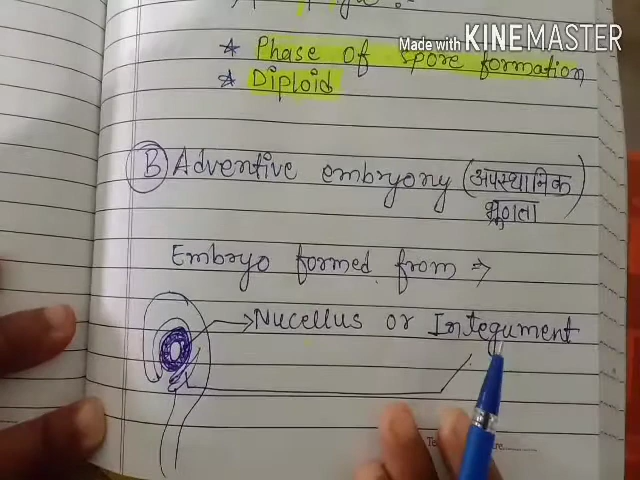 Made with KINEMASTER
★ Phase of spore formation
★ Diploid
(B) Adventive embryony (अपस्थानिक
भ्रूणता)
Embryo formed from ⇒
Nucellus or Integument